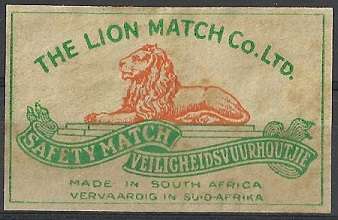 THE LION MATCH CO. LTD.
SAFETY MATCH
VEILIGHEIDSVUURHOUTJIE
MADE IN SOUTH AFRICA
VERVAARDIG IN SUID-AFRIKA